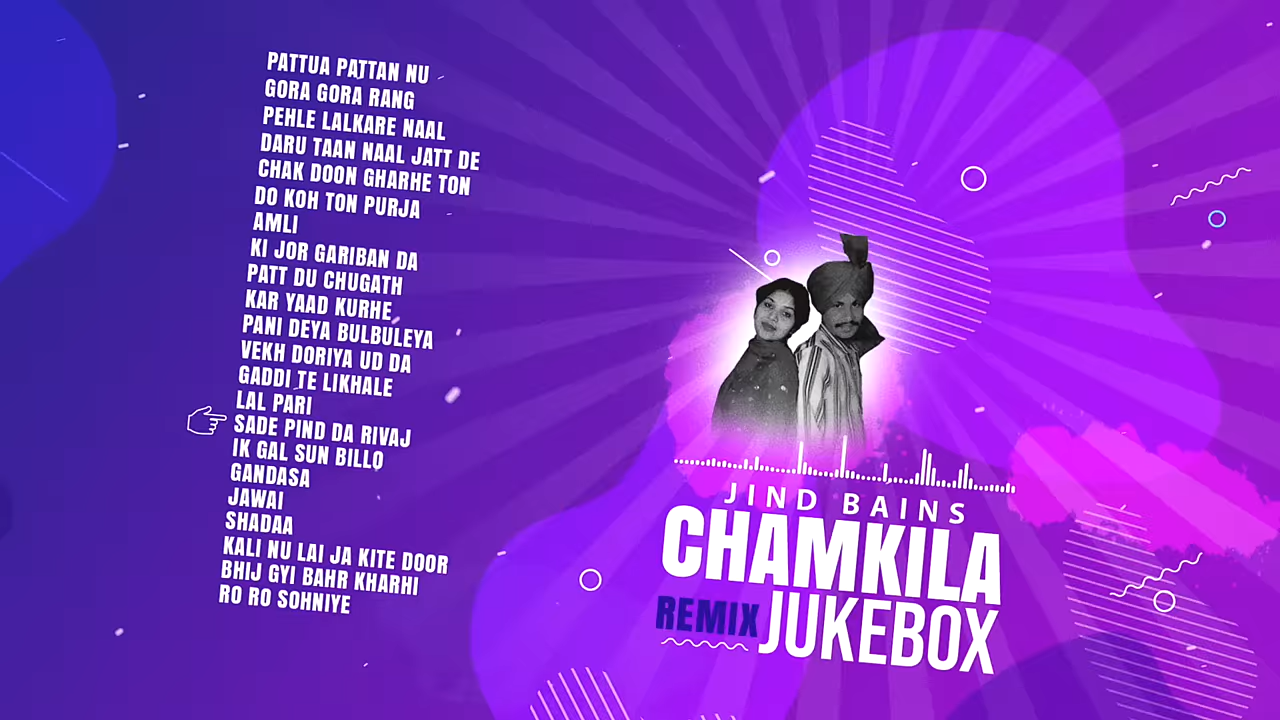 PATTUA PATTAN NU
GORA GORA RANG
PEHLE LALKARE NAAL
DARU TAAN NAAL JATT DE
CHAK DOON GHARHE TON
DO KOH TON PURJA
AMLI
KI JOR GARIBAN DA
PATT DU CHUGATH
KAR YAAD KURHE
PANI DEYA BULBULEYA
VEKH DORIYA UD DA
GADDI TE LIKHALE
LAL PARI
SADE PIND DA RIVAJ
IK GAL SUN BILLO
GANDASA
JAWAI
SHADAA
KALI NU LAI JA KITE DOOR
BHIJ GYI BAHR KHARHI
RO RO SOHNIYE
JIND BAINS
CHAMKILA
REMIX JUKEBOX